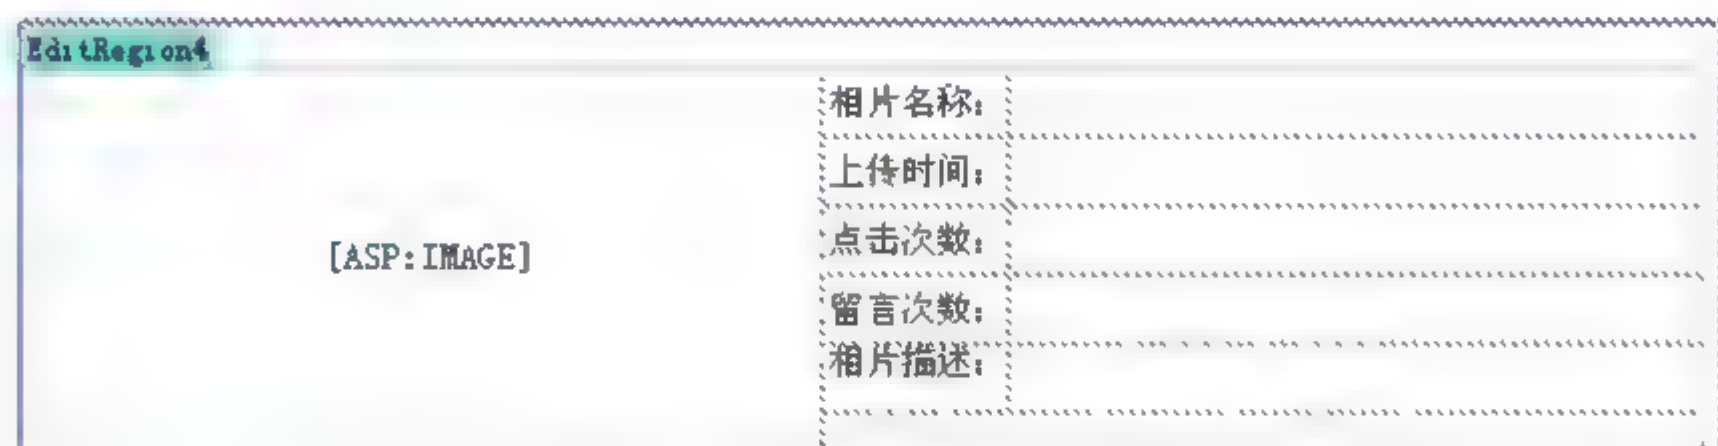 EditRegion4
相片名称:
上传时间:
点击次数:
[ASP:IMAGE]
留言次数:
相片描述: